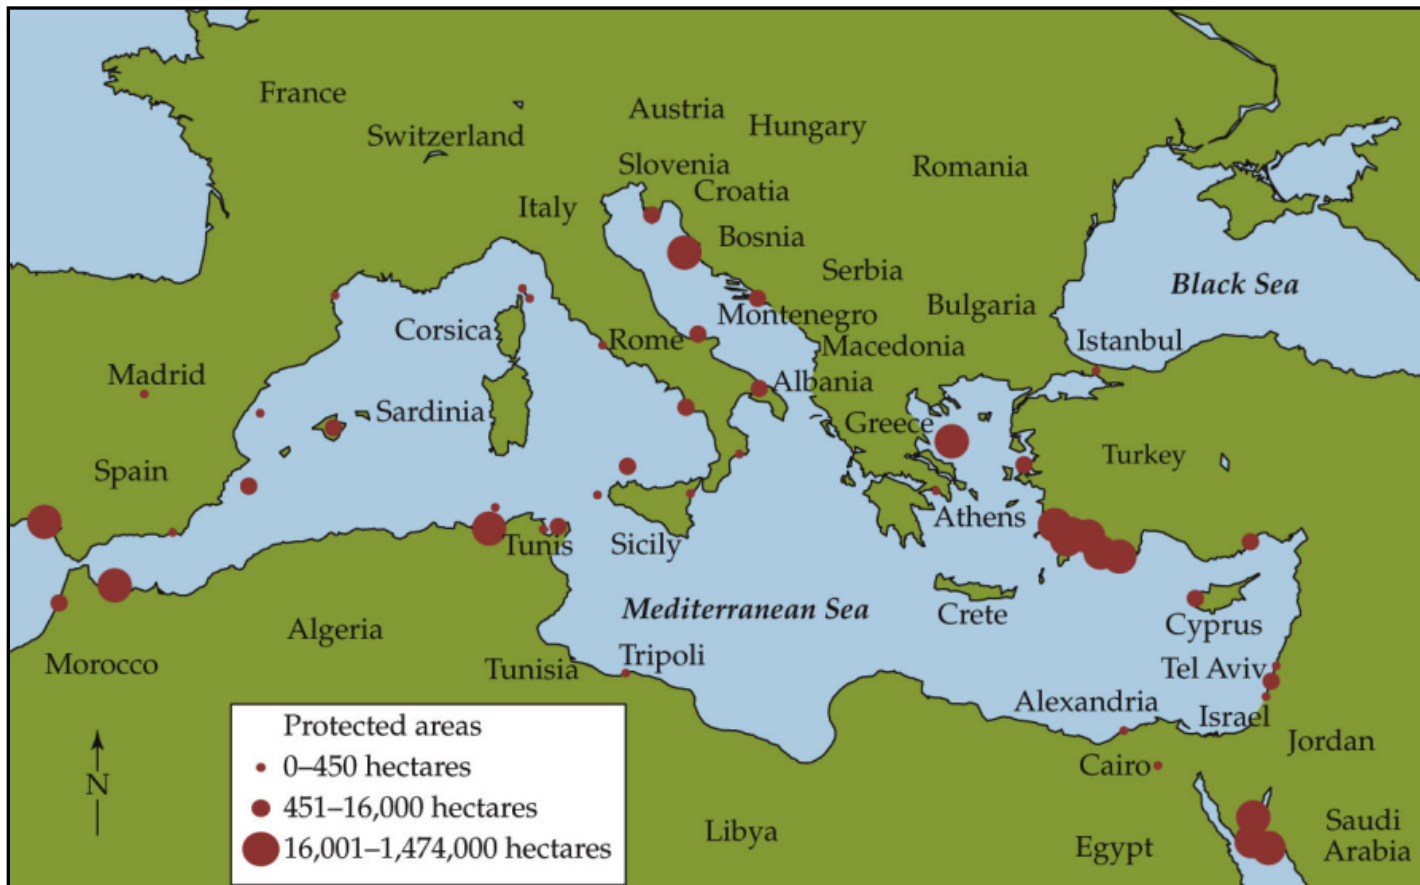 France
Austria
Hungary
Switzerland
Slovenia
Romania
Croatia
Italy
Bosnia
Serbia
Black Sea
Bulgaria
Corsica
Montenegro
Rome
Istanbul
Macedonia
Madrid
Albania
Sardinia
Greece
Turkey
Spain
Athens
Tunis
Sicily
Mediterranean Sea
Crete
Cyprus
Algeria
Morocco
Tunisia
Tripoli
Tel Aviv
Alexandria
Israel
Jordan
Cairo
Libya
Egypt
Saudi
Arabia
N
Protected areas
0–450 hectares
451–16,000 hectares
16,001–1,474,000 hectares